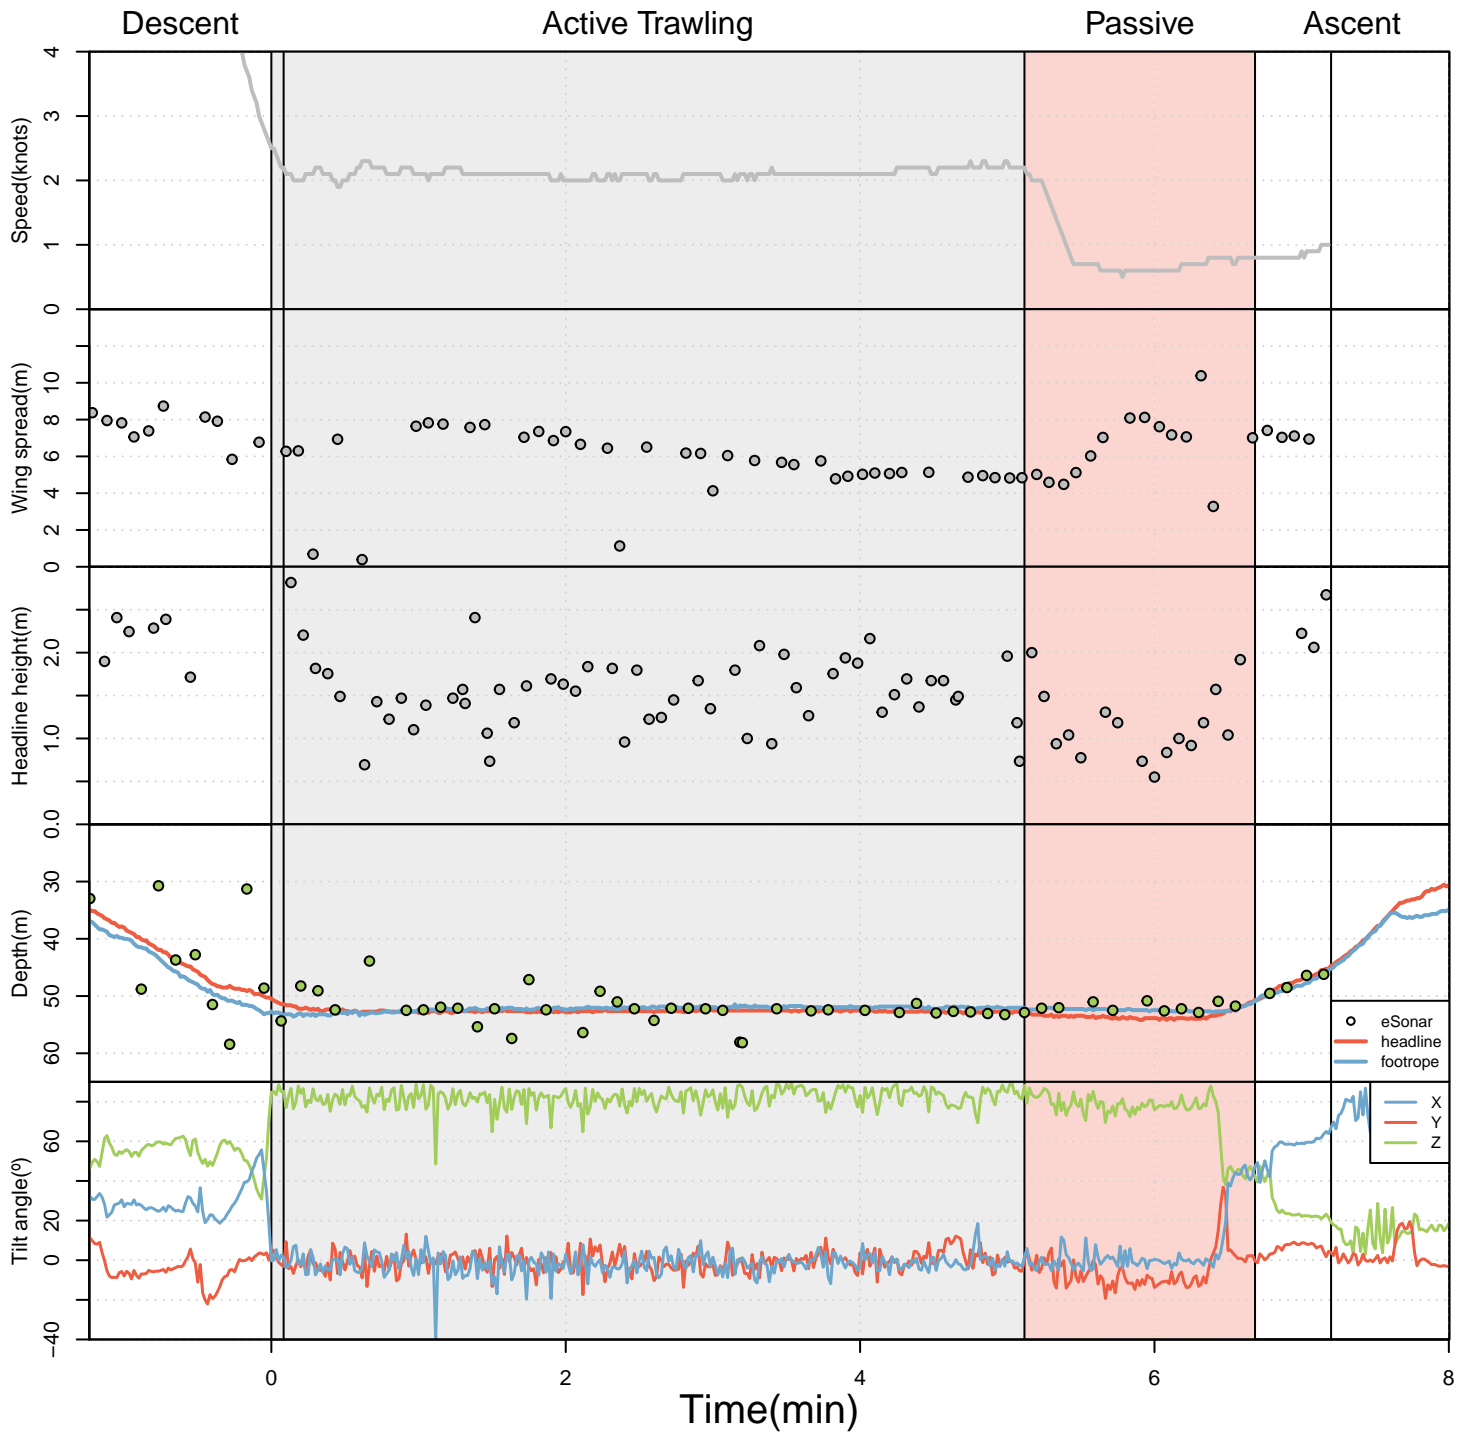 Descent Active Trawling Passive Ascent
Speed(knots)
4
3
2
1
0
Wing spread(m)
10
8
6
4
2
0
Headline height(m)
2.0
1.0
0.0
Depth(m)
30
40
50
60
eSonar
headline
footrope
Tilt angle(º)
60
20
0
−40
X
Y
Z
0 2 4 6 8
Time(min)